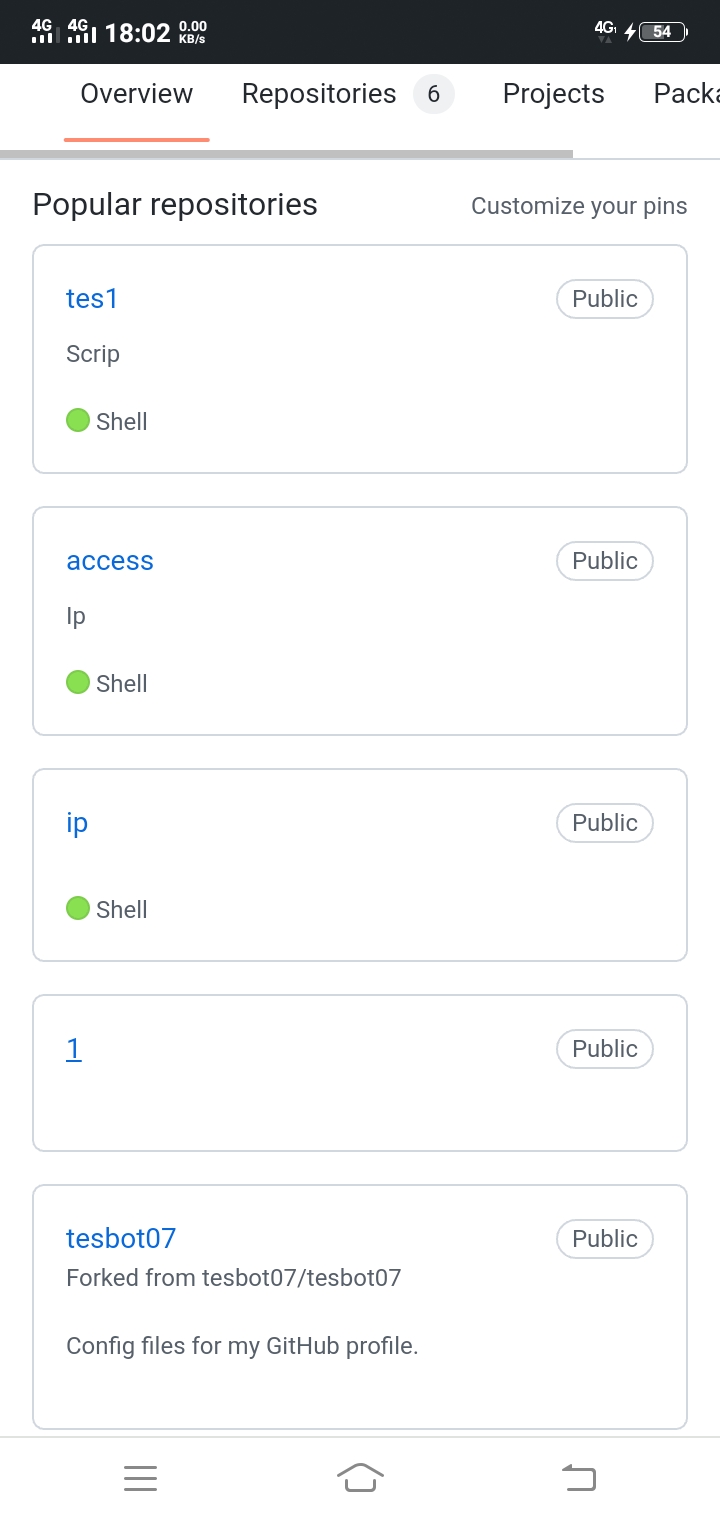 4G 4G 18:02 0.00 KB/s 4G 54
Overview Repositories 6 Projects Packa
Popular repositories Customize your pins
tes1 Public
Scrip
Shell
access Public
Ip
Shell
ip Public
Shell
1 Public
tesbot07 Public
Forked from tesbot07/tesbot07
Config files for my GitHub profile.